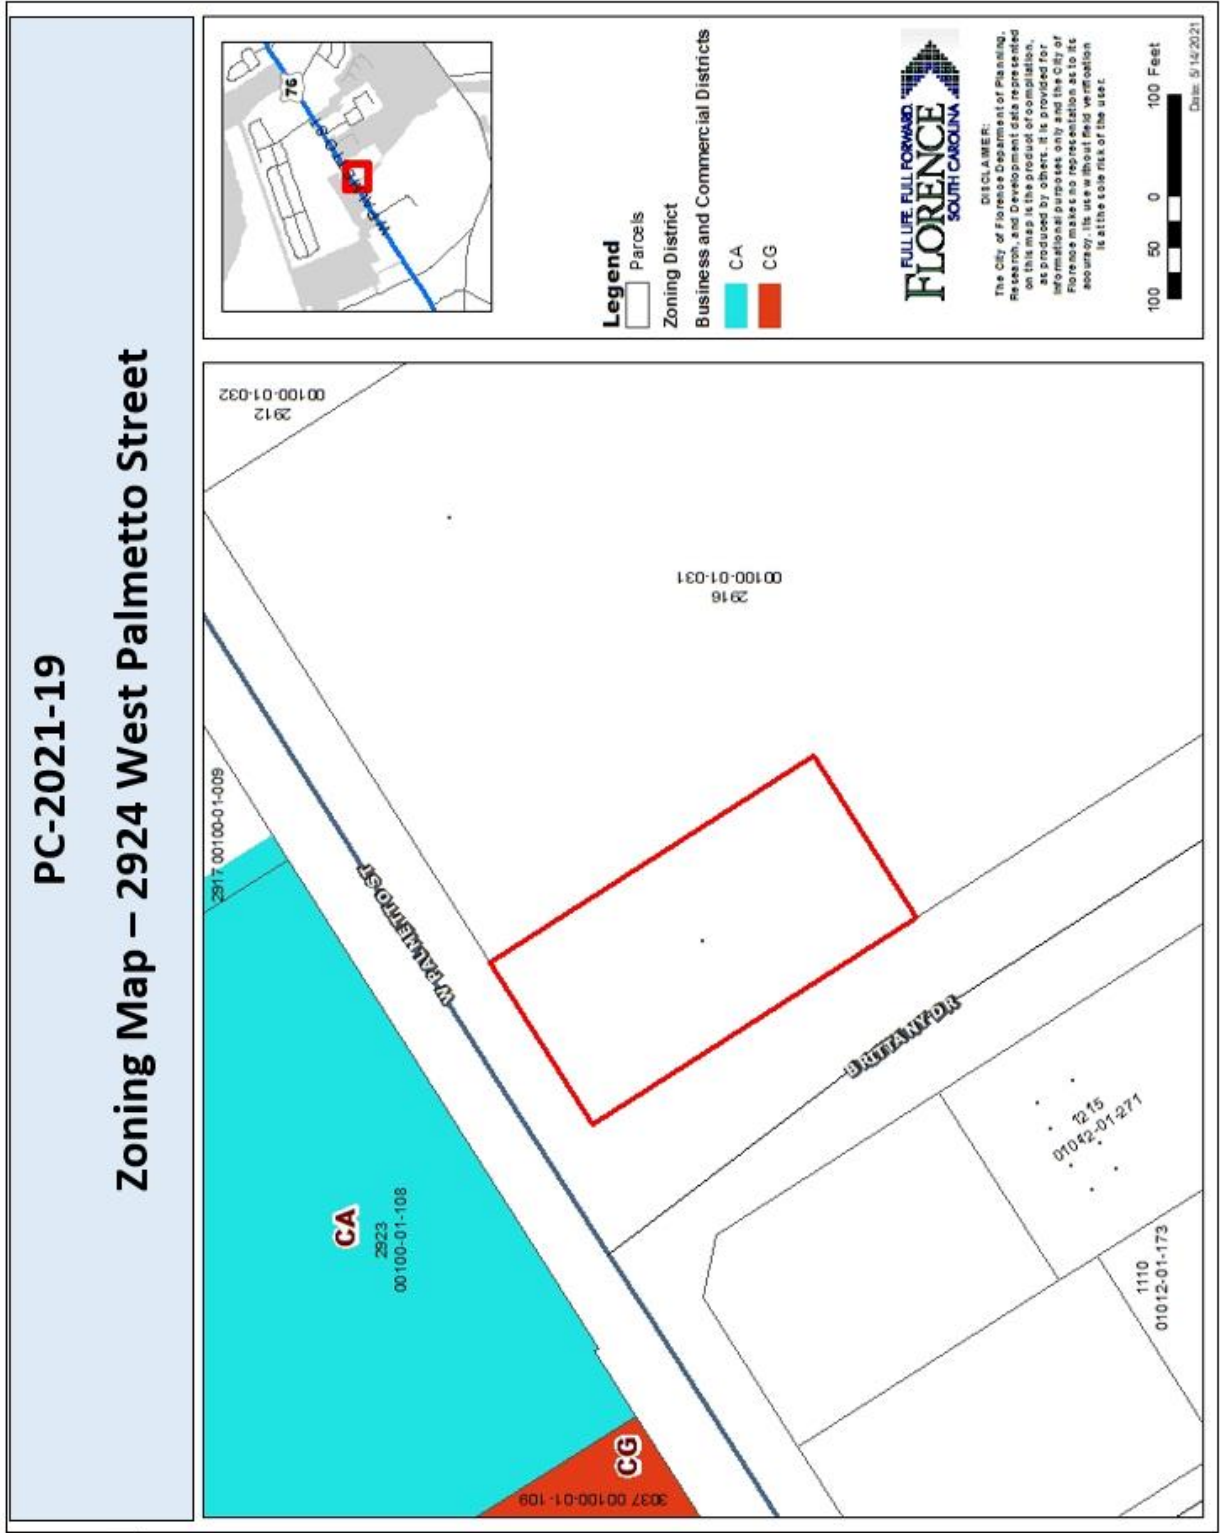 PC-2021-19
Zoning Map – 2924 West Palmetto Street
2917 00100-01-009
2912
00100-01-032
W PALMETTO ST
CA
2923
00100-01-108
CG
3037 00100-01-109
2916
00100-01-031
BRITTANY DR
1215
01012-01-271
1110
01012-01-173
76
W PALMETTO ST
Legend
Parcels
Zoning District
Business and Commercial Districts
CA
CG
FULL LIFE. FULL FORWARD.
FLORENCE
SOUTH CAROLINA
DISCLAIMER:
The City of Florence Department of Planning,
Research, and Development data represented
on this map is the product of compilation,
as produced by others. It is provided for
informational purposes only and the City of
Florence makes no representation as to its
accuracy. Its use without field verification
is at the sole risk of the user.
100 50 0 100 Feet
Date: 5/14/2021